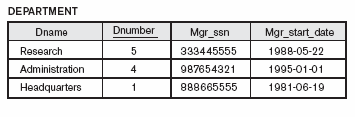 DEPARTMENT
Dname Dnumber Mgr_ssn Mgr_start_date
Research 5 333445555 1988-05-22
Administration 4 987654321 1995-01-01
Headquarters 1 888665555 1981-06-19